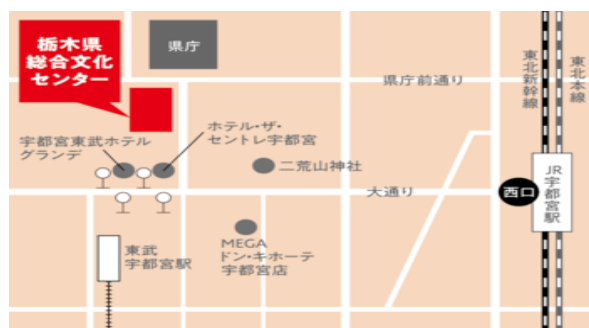 栃木県
総合文化
センター
県庁
県庁前通り
東北新幹線
東北本線
宇都宮東武ホテル
グランデ
ホテル・ザ・
セントレ宇都宮
二荒山神社
大通り
西口
JR宇都宮駅
東武
宇都宮駅
MEGA
ドン・キホーテ
宇都宮店